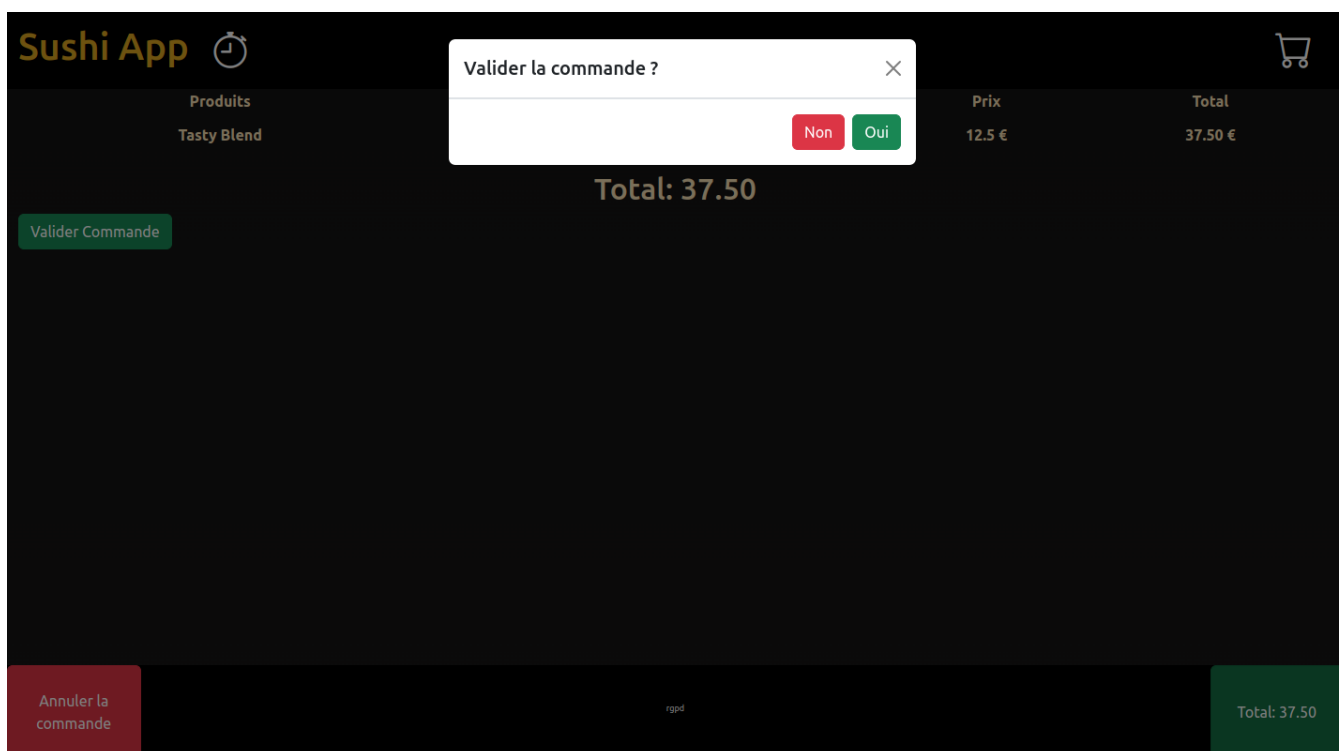 Sushi App
Valider la commande ?
Produits Prix Total
Tasty Blend 12.5 € 37.50 €
Non Oui
Total: 37.50
Valider Commande
Annuler la
commande
rgpd
Total: 37.50